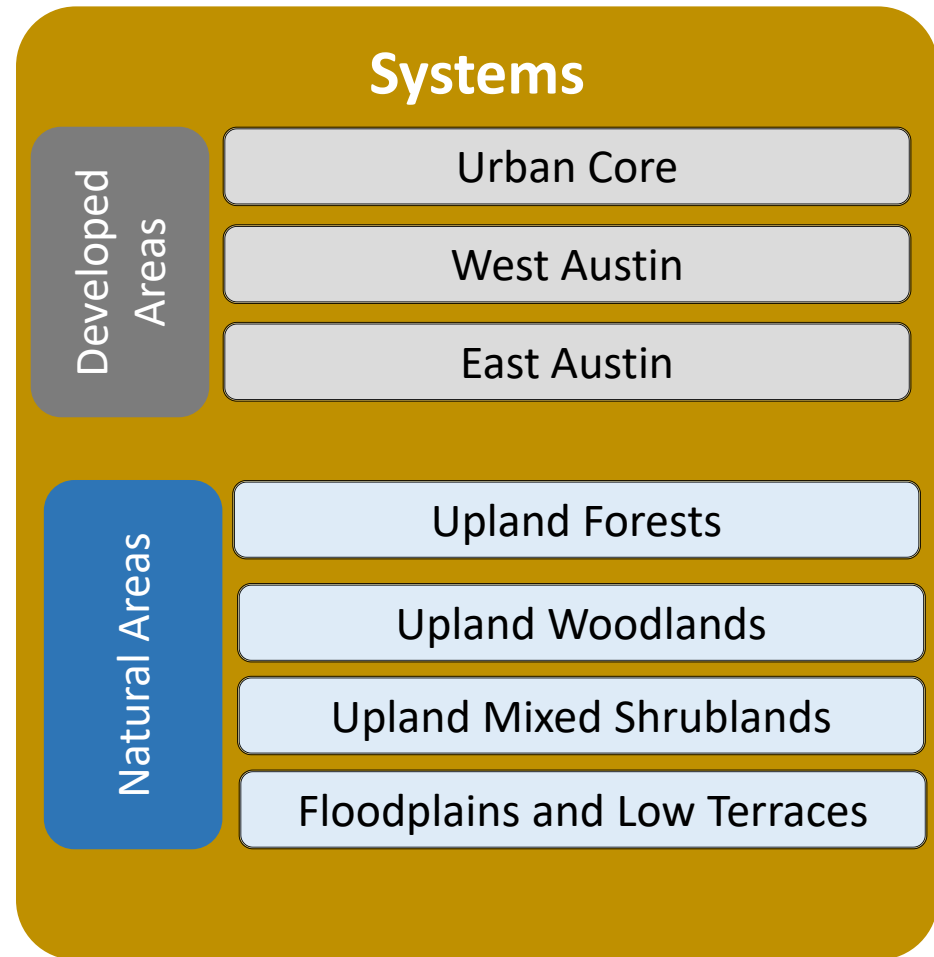 Systems
Developed
Areas
Urban Core
West Austin
East Austin
Natural Areas
Upland Forests
Upland Woodlands
Upland Mixed Shrublands
Floodplains and Low Terraces